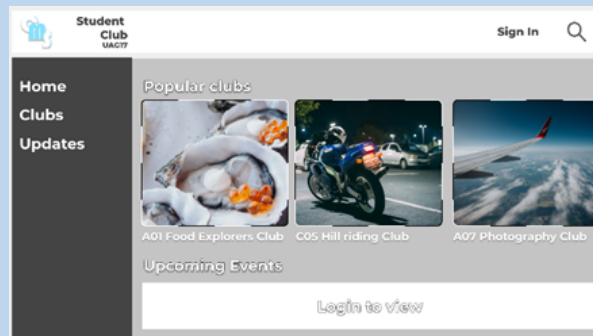 Student
Club
UAC17
Sign In
Home
Clubs
Updates
Popular clubs
A01 Food Explorers Club
C05 Hill riding Club
A07 Photography Club
Upcoming Events
Login to view